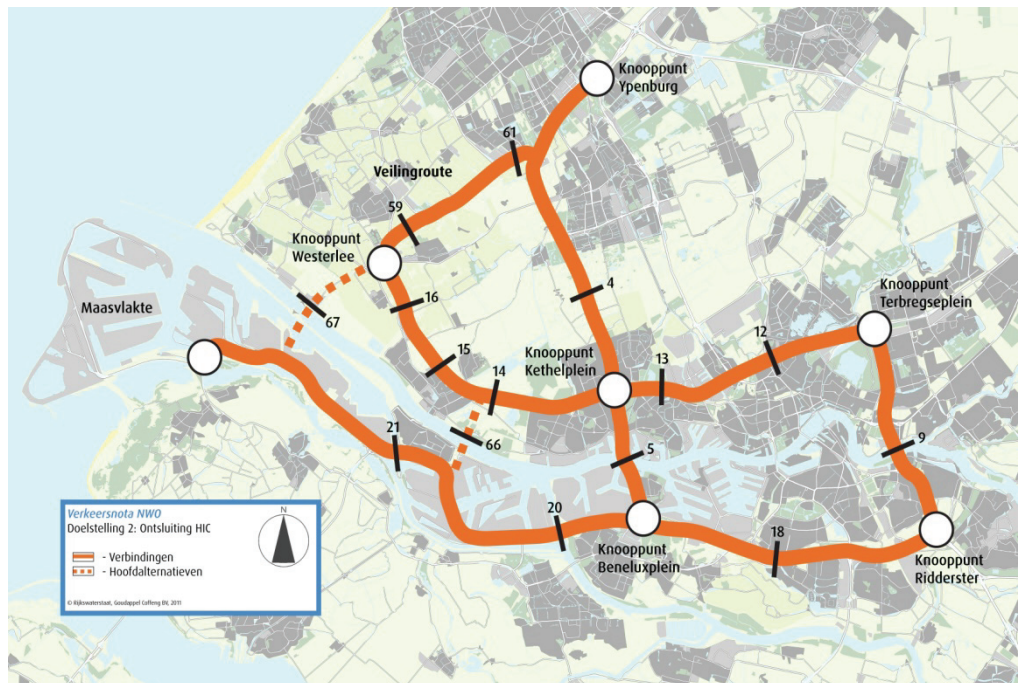 Knooppunt
Ypenburg
61
Veilingroute
59
Knooppunt
Westerlee
4
16
Maasvlakte
67
Knooppunt
Terbregseplein
12
15
Knooppunt
Kethelplein
13
14
21
66
5
9
20
18
Knooppunt
Beneluxplein
Knooppunt
Ridderster
Verkeersnota NWO
Doelstelling 2: Ontsluiting HIC
N
- Verbindingen
- Hoofdalternatieven
© Rijkswaterstaat, Goudappel Coffeng BV, 2011